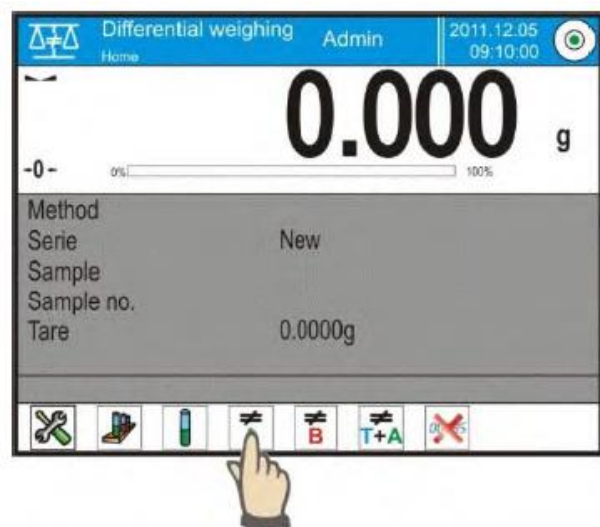 Differential weighing Admin 2011.12.05
Home 09:10:00
0.000 g
-0- 0% 100%
Method
Serie New
Sample
Sample no.
Tare 0.0000g
≠ ≠ ≠
B T+A